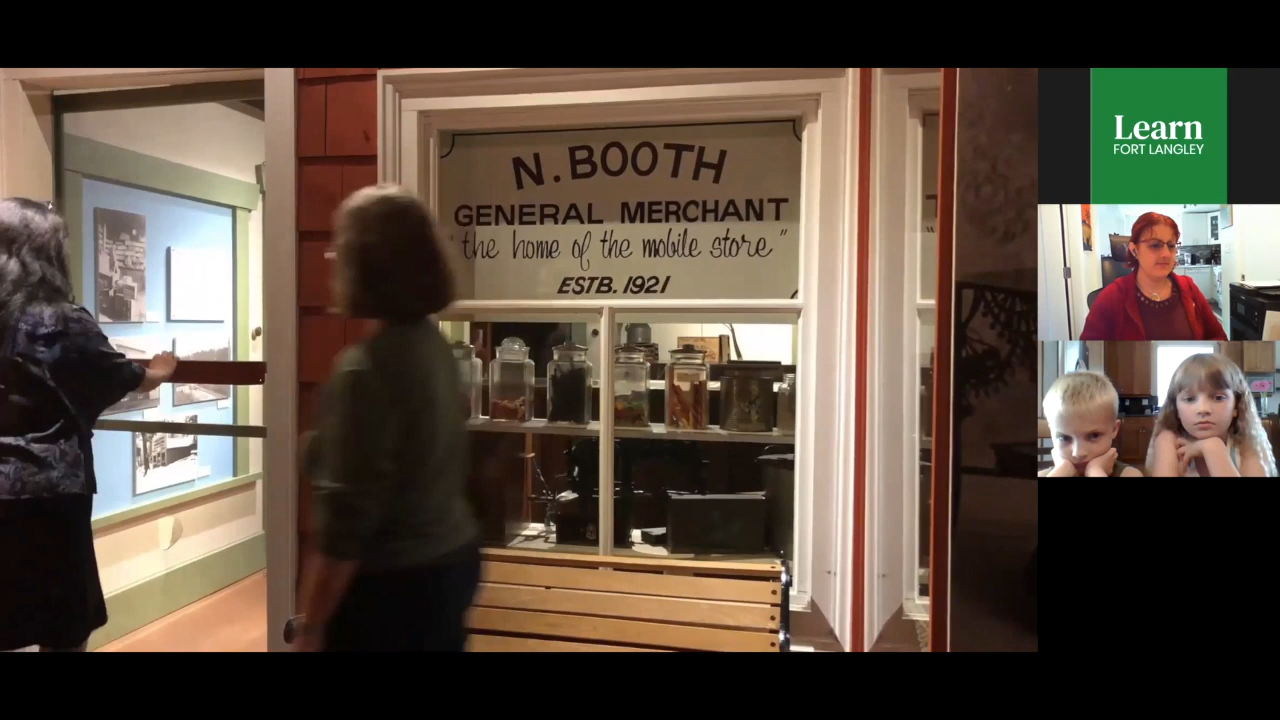 N. BOOTH
GENERAL MERCHANT
"the home of the mobile store"
ESTB. 1921
Learn
FORT LANGLEY